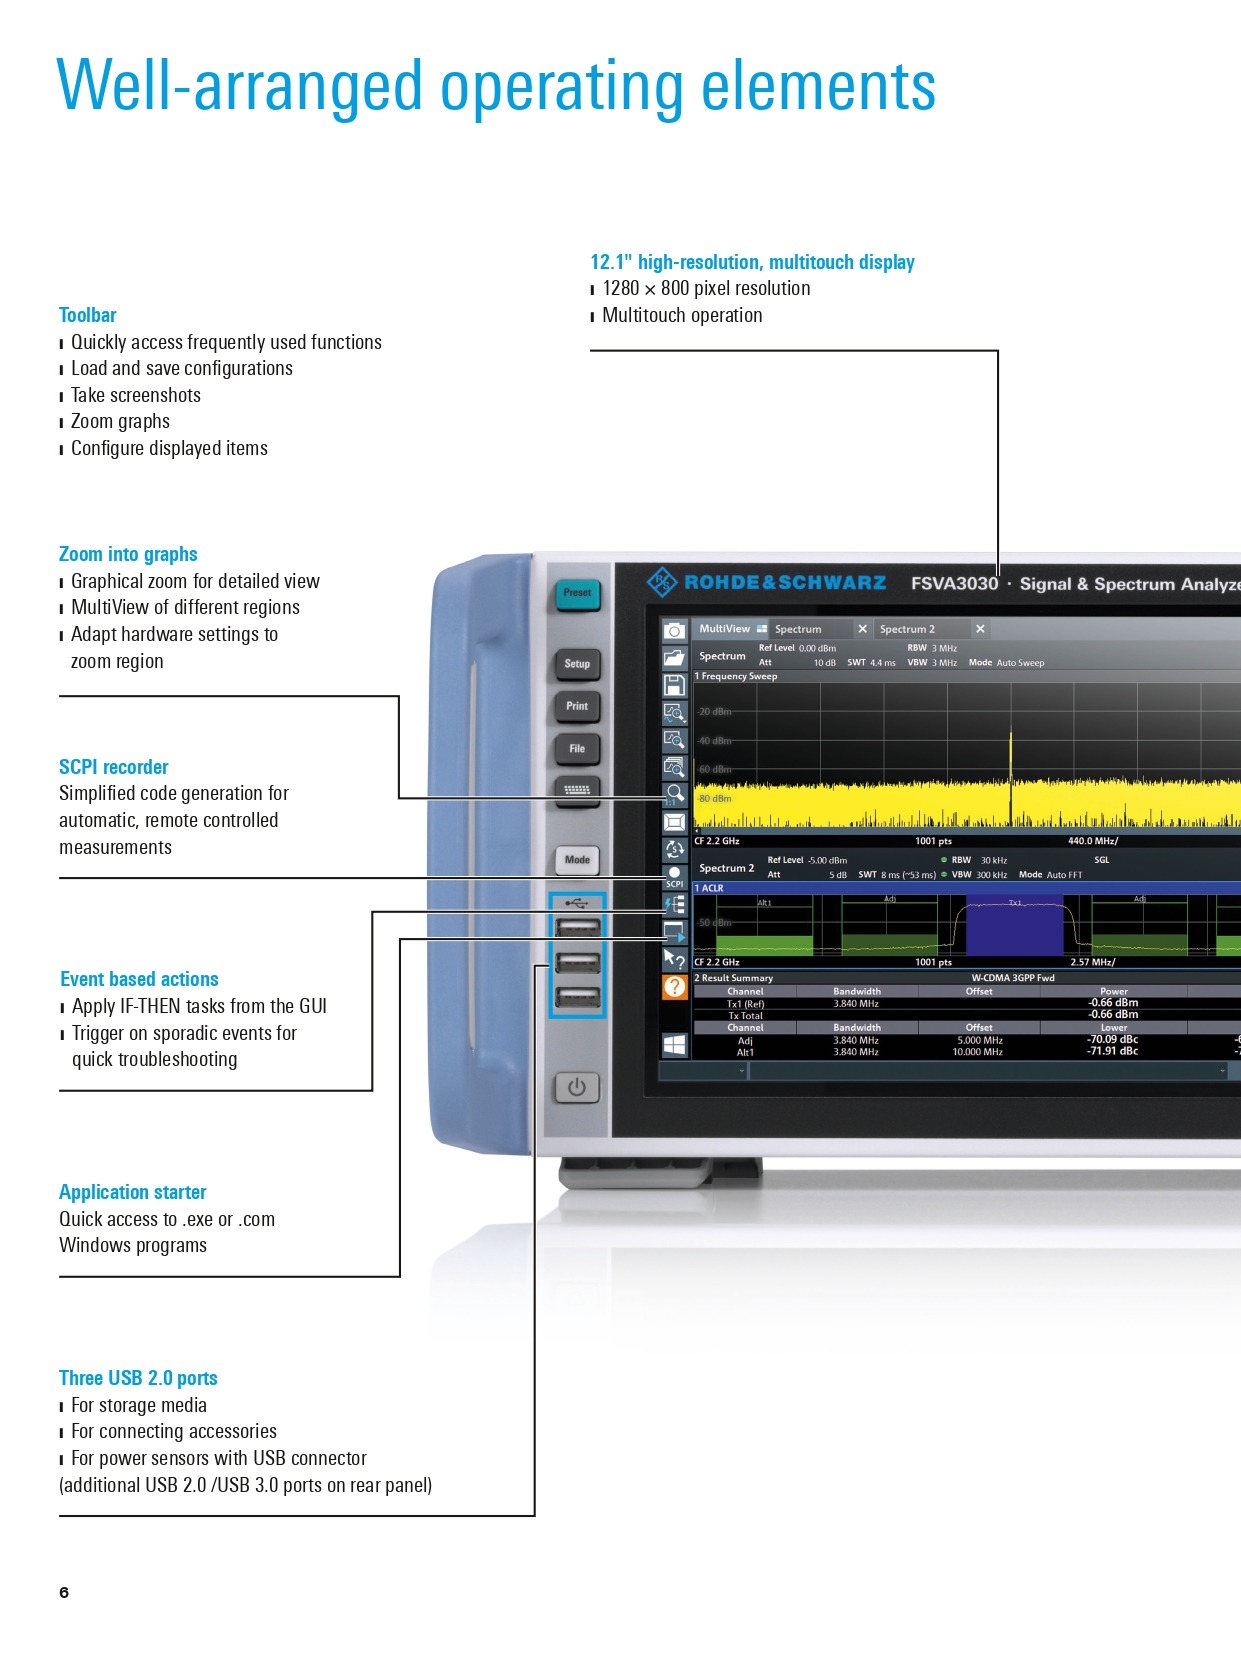 Well-arranged operating elements
12.1" high-resolution, multitouch display
ı 1280 × 800 pixel resolution
ı Multitouch operation
Toolbar
ı Quickly access frequently used functions
ı Load and save configurations
ı Take screenshots
ı Zoom graphs
ı Configure displayed items
Zoom into graphs
ı Graphical zoom for detailed view
ı MultiView of different regions
ı Adapt hardware settings to
zoom region
SCPI recorder
Simplified code generation for
automatic, remote controlled
measurements
Event based actions
ı Apply IF-THEN tasks from the GUI
ı Trigger on sporadic events for
quick troubleshooting
Application starter
Quick access to .exe or .com
Windows programs
Three USB 2.0 ports
ı For storage media
ı For connecting accessories
ı For power sensors with USB connector
(additional USB 2.0 /USB 3.0 ports on rear panel)
Preset
Setup
Print
File
Mode
ROHDE&SCHWARZ FSVA3030 · Signal & Spectrum Analyze
MultiView Spectrum × Spectrum 2 ×
Spectrum Ref Level 0.00 dBm RBW 3 MHz
Att 10 dB SWT 4.4 ms VBW 3 MHz Mode Auto Sweep
1 Frequency Sweep
-20 dBm
-40 dBm
-60 dBm
-80 dBm
1:1
CF 2.2 GHz 1001 pts 440.0 MHz/
Spectrum 2 Ref Level -5.00 dBm RBW 30 kHz SGL
Att 5 dB SWT 8 ms (~53 ms) VBW 300 kHz Mode Auto FFT
SCPI
1 ACLR
Alt1 Adj Tx1 Adj
-50 dBm
CF 2.2 GHz 1001 pts 2.57 MHz/
2 Result Summary W-CDMA 3GPP Fwd
Channel Bandwidth Offset Power
Tx1 (Ref) 3.840 MHz -0.66 dBm
Tx Total -0.66 dBm
Channel Bandwidth Offset Lower
Adj 3.840 MHz 5.000 MHz -70.09 dBc
Alt1 3.840 MHz 10.000 MHz -71.91 dBc
6